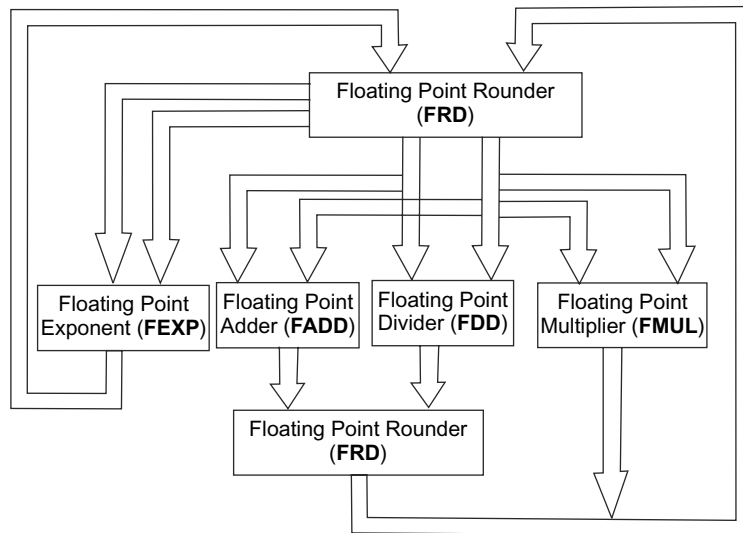 Floating Point Rounder
(FRD)
Floating Point
Exponent (FEXP)
Floating Point
Adder (FADD)
Floating Point
Divider (FDD)
Floating Point
Multiplier (FMUL)
Floating Point Rounder
(FRD)